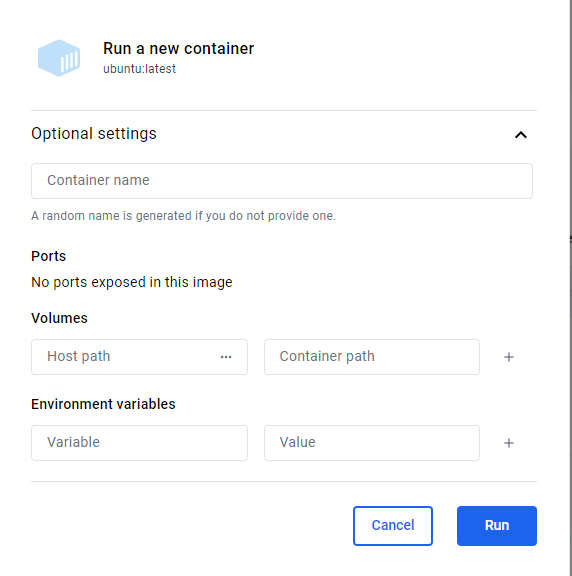 Run a new container
ubuntu:latest
Optional settings
Container name
A random name is generated if you do not provide one.
Ports
No ports exposed in this image
Volumes
Host path ···
Container path
Environment variables
Variable
Value
Cancel
Run